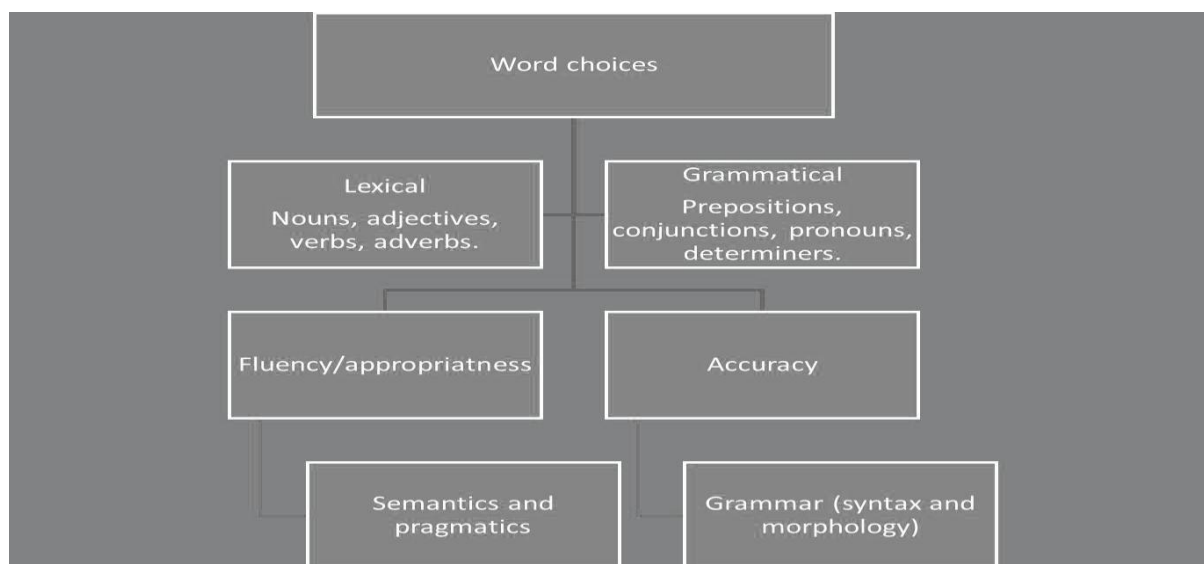 Word choices
Lexical
Nouns, adjectives,
verbs, adverbs.
Grammatical
Prepositions,
conjunctions, pronouns,
determiners.
Fluency/appropriatness
Accuracy
Semantics and
pragmatics
Grammar (syntax and
morphology)